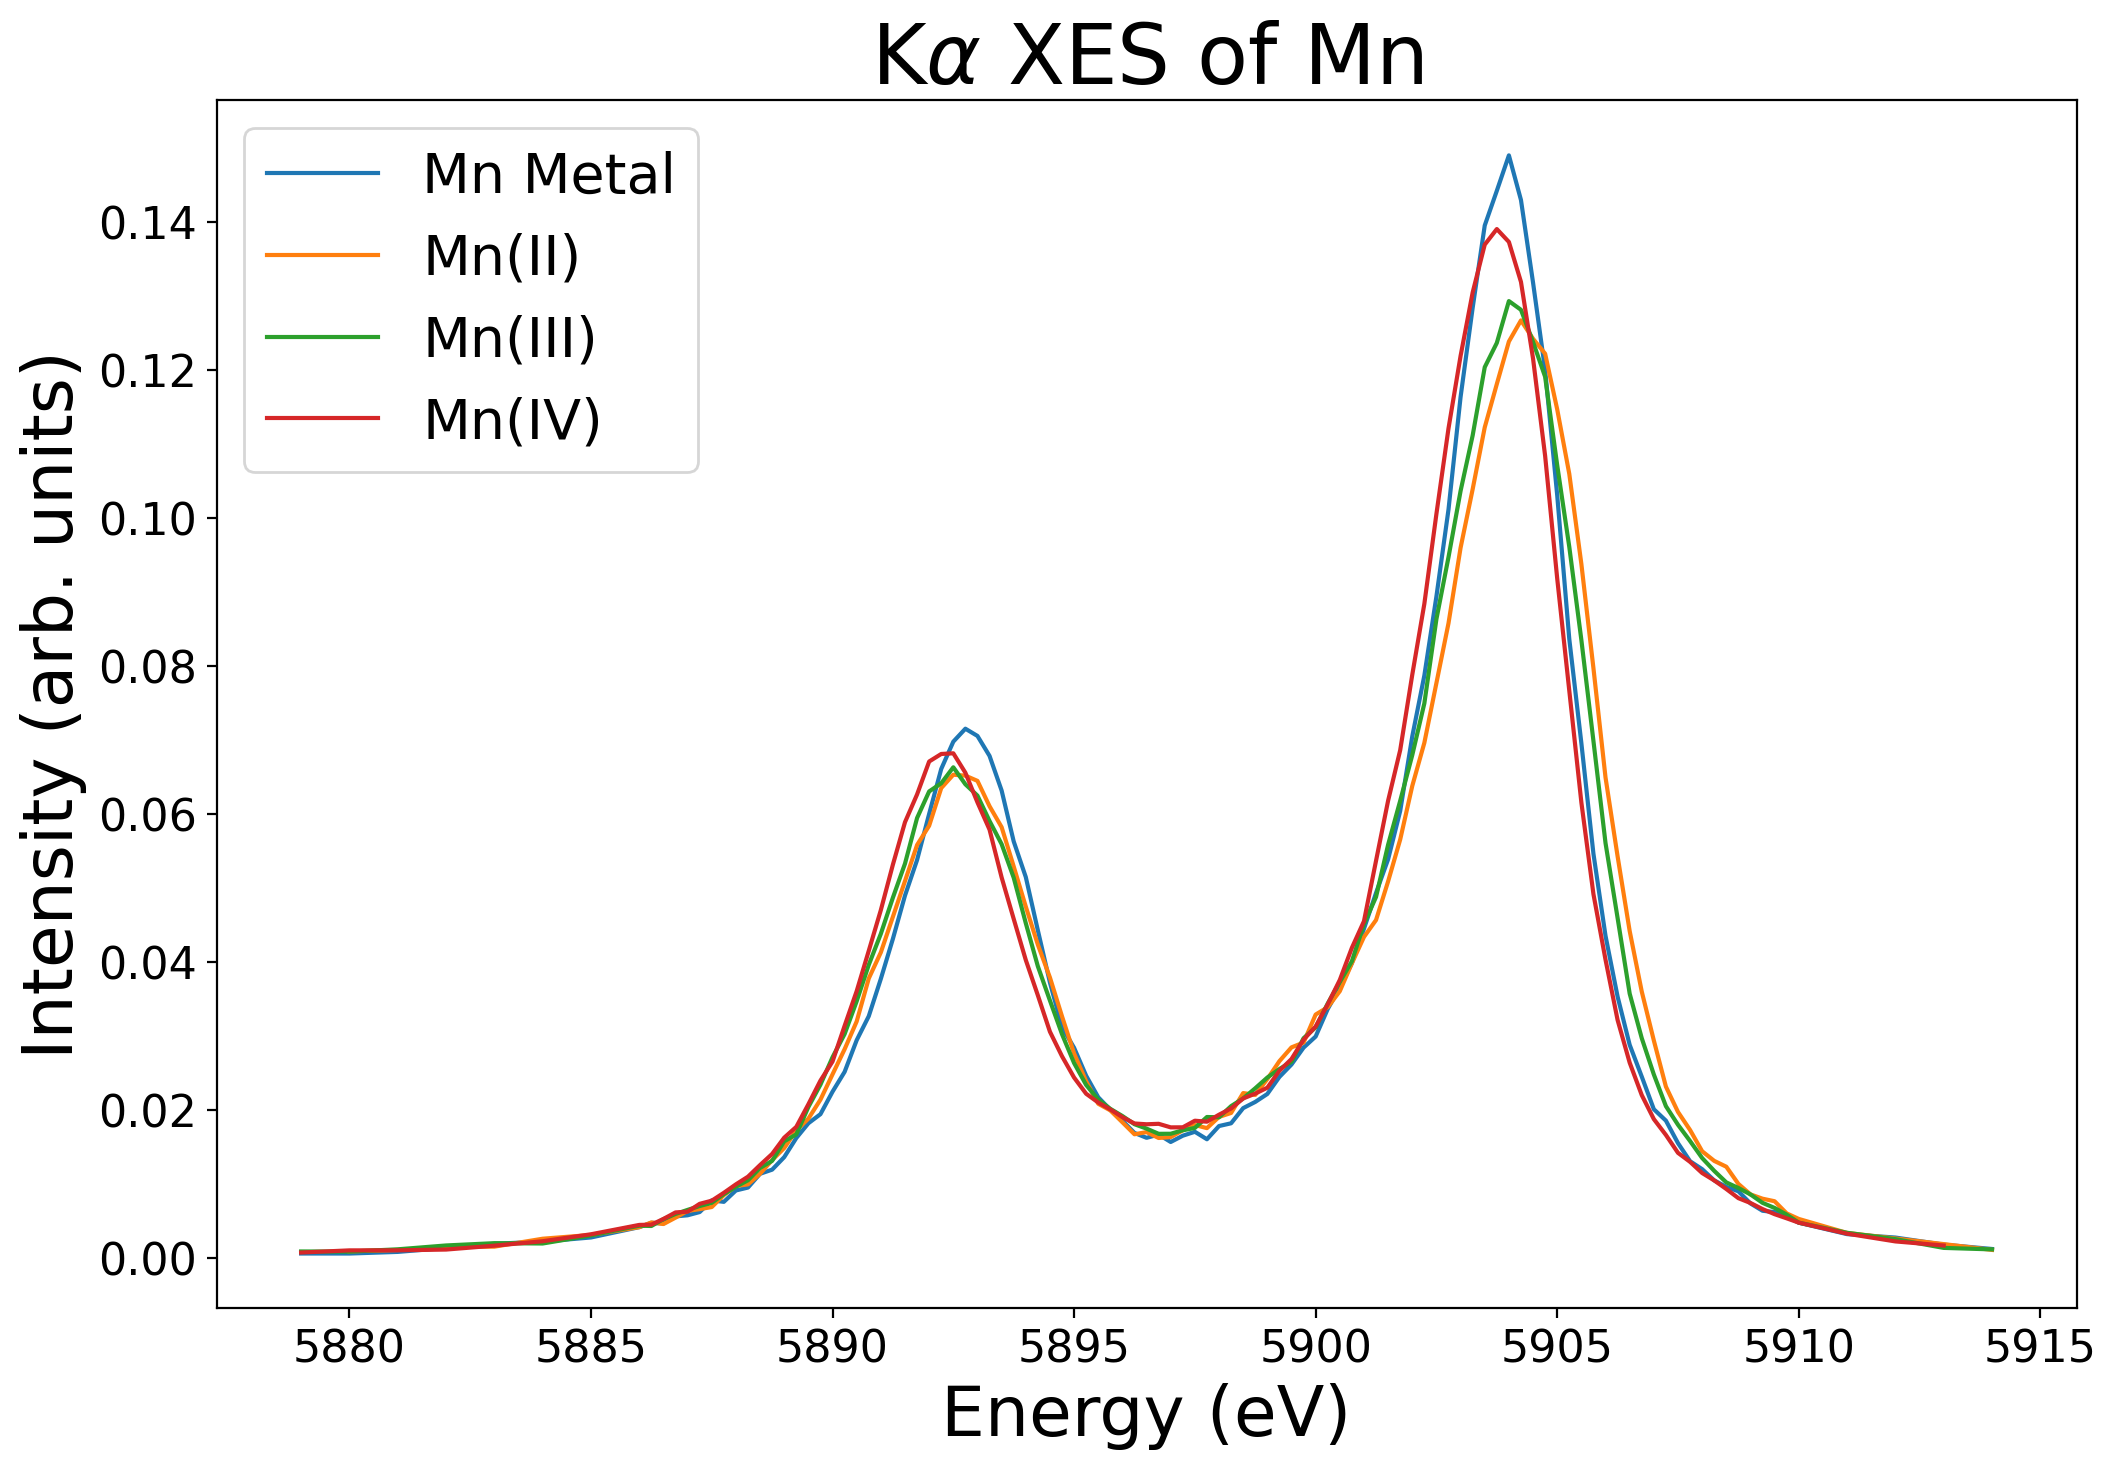 Kα XES of Mn
Mn Metal
Mn(II)
Mn(III)
Mn(IV)
Intensity (arb. units)
0.14
0.12
0.10
0.08
0.06
0.04
0.02
0.00
5880 5885 5890 5895 5900 5905 5910 5915
Energy (eV)